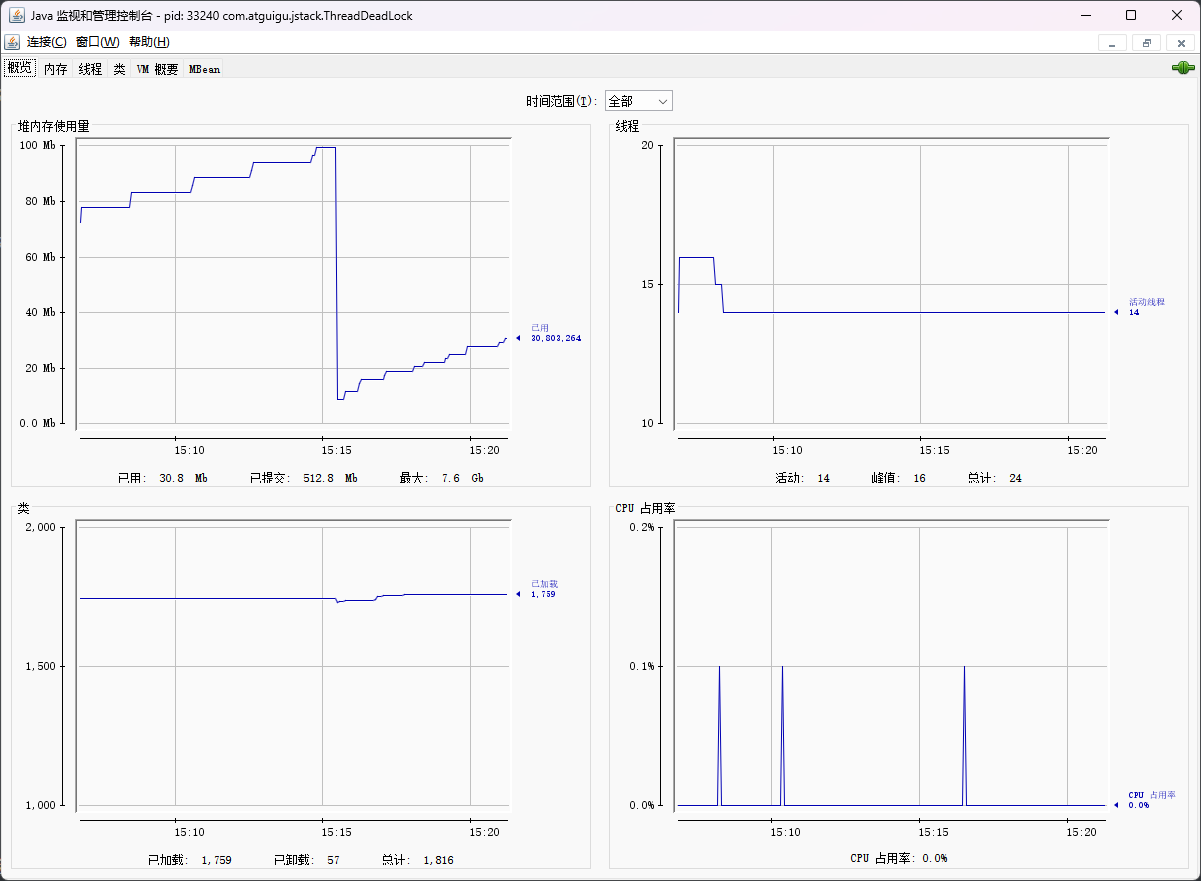 Java 监视和管理控制台 - pid: 33240 com.atguigu.jstack.ThreadDeadLock
连接(C) 窗口(W) 帮助(H)
概览 内存 线程 类 VM 概要 MBean
时间范围(T): 全部
堆内存使用量
100 Mb
80 Mb
60 Mb
40 Mb
20 Mb
0.0 Mb
已用
30,803,264
15:10 15:15 15:20
已用: 30.8 Mb 已提交: 512.8 Mb 最大: 7.6 Gb
线程
20
15
10
活动线程
14
15:10 15:15 15:20
活动: 14 峰值: 16 总计: 24
类
2,000
1,500
1,000
已加载
1,759
15:10 15:15 15:20
已加载: 1,759 已卸载: 57 总计: 1,816
CPU 占用率
0.2%
0.1%
0.0%
CPU 占用率
0.0%
15:10 15:15 15:20
CPU 占用率: 0.0%